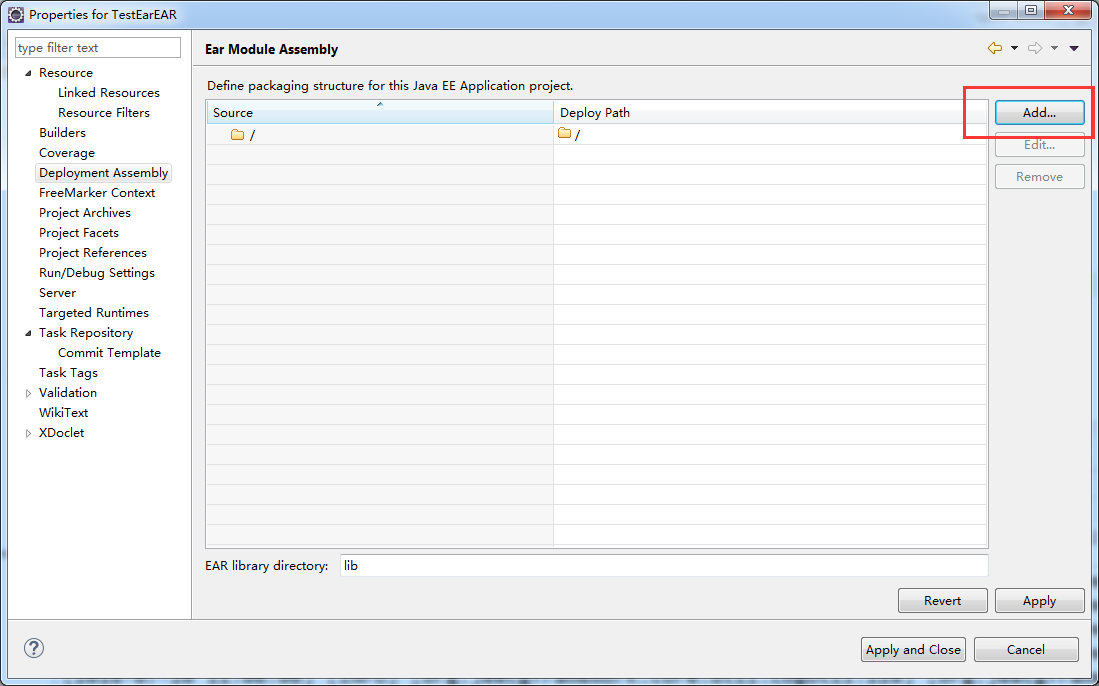 Properties for TestEarEAR
type filter text
Resource
Linked Resources
Resource Filters
Builders
Coverage
Deployment Assembly
FreeMarker Context
Project Archives
Project Facets
Project References
Run/Debug Settings
Server
Targeted Runtimes
Task Repository
Commit Template
Task Tags
Validation
WikiText
XDoclet
Ear Module Assembly
Define packaging structure for this Java EE Application project.
Source Deploy Path
/ /
Add...
Edit...
Remove
EAR library directory: lib
Revert Apply
? Apply and Close Cancel